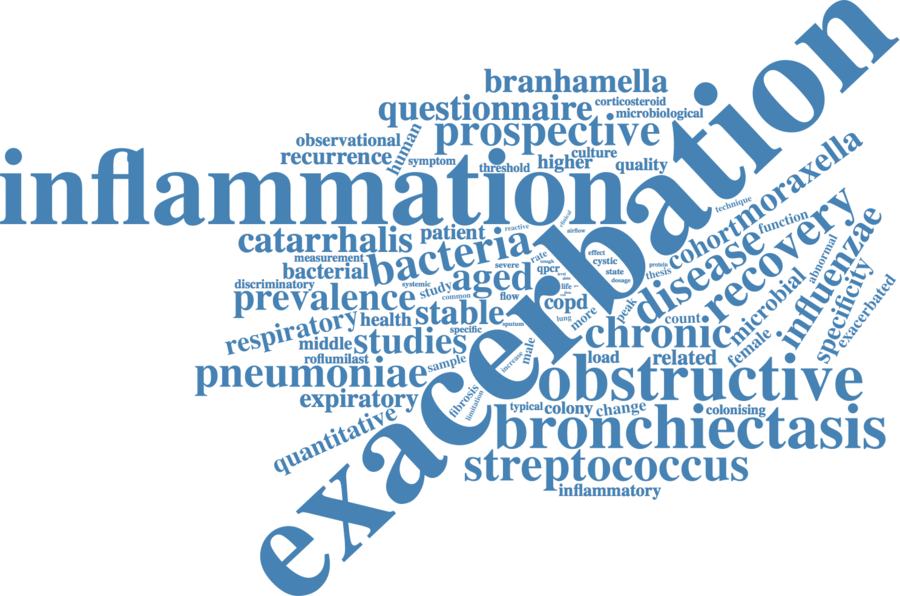 branhamella
questionnaire
corticosteroid
microbiological
prospective
observational
human
recurrence
symptom
threshold
higher
culture
quality
inflammation
exacerbation
technique
clinical
airflow
reactive
catarrhalis
patient
cohort
moraxella
function
measurement
bacterial
bacteria
rate
cough
effect
cystic
protein
disease
recovery
abnormal
influenzae
discriminatory
systemic
severe
qpcr
state
thesis
dosage
prevalence
study
common
aged
flow
life
copd
peak
microbial
specificity
exacerbated
respiratory
health
stable
specific
sputum
lung
more
count
chronic
female
middle
studies
roflumilast
sample
increase
male
load
related
pneumoniae
obstructive
expiratory
fibrosis
limitation
typical
colony
change
colonising
quantitative
bronchiectasis
streptococcus
inflammatory